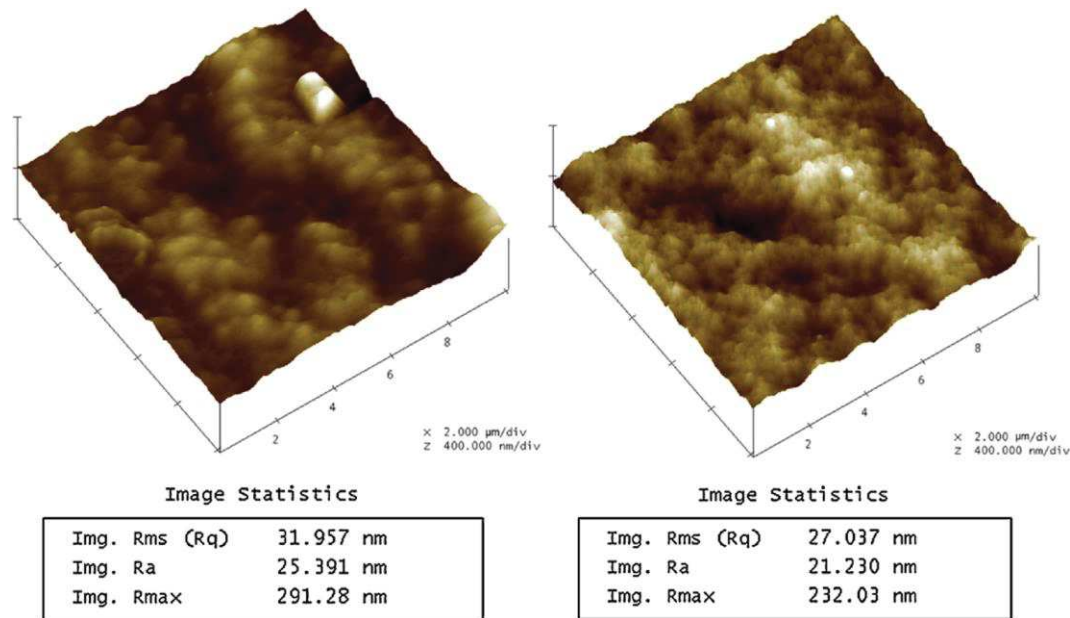 2
4
6
8
X 2.000 µm/div
Z 400.000 nm/div
Image Statistics
Img. Rms (Rq) 31.957 nm
Img. Ra 25.391 nm
Img. Rmax 291.28 nm
2
4
6
8
X 2.000 µm/div
Z 400.000 nm/div
Image Statistics
Img. Rms (Rq) 27.037 nm
Img. Ra 21.230 nm
Img. Rmax 232.03 nm